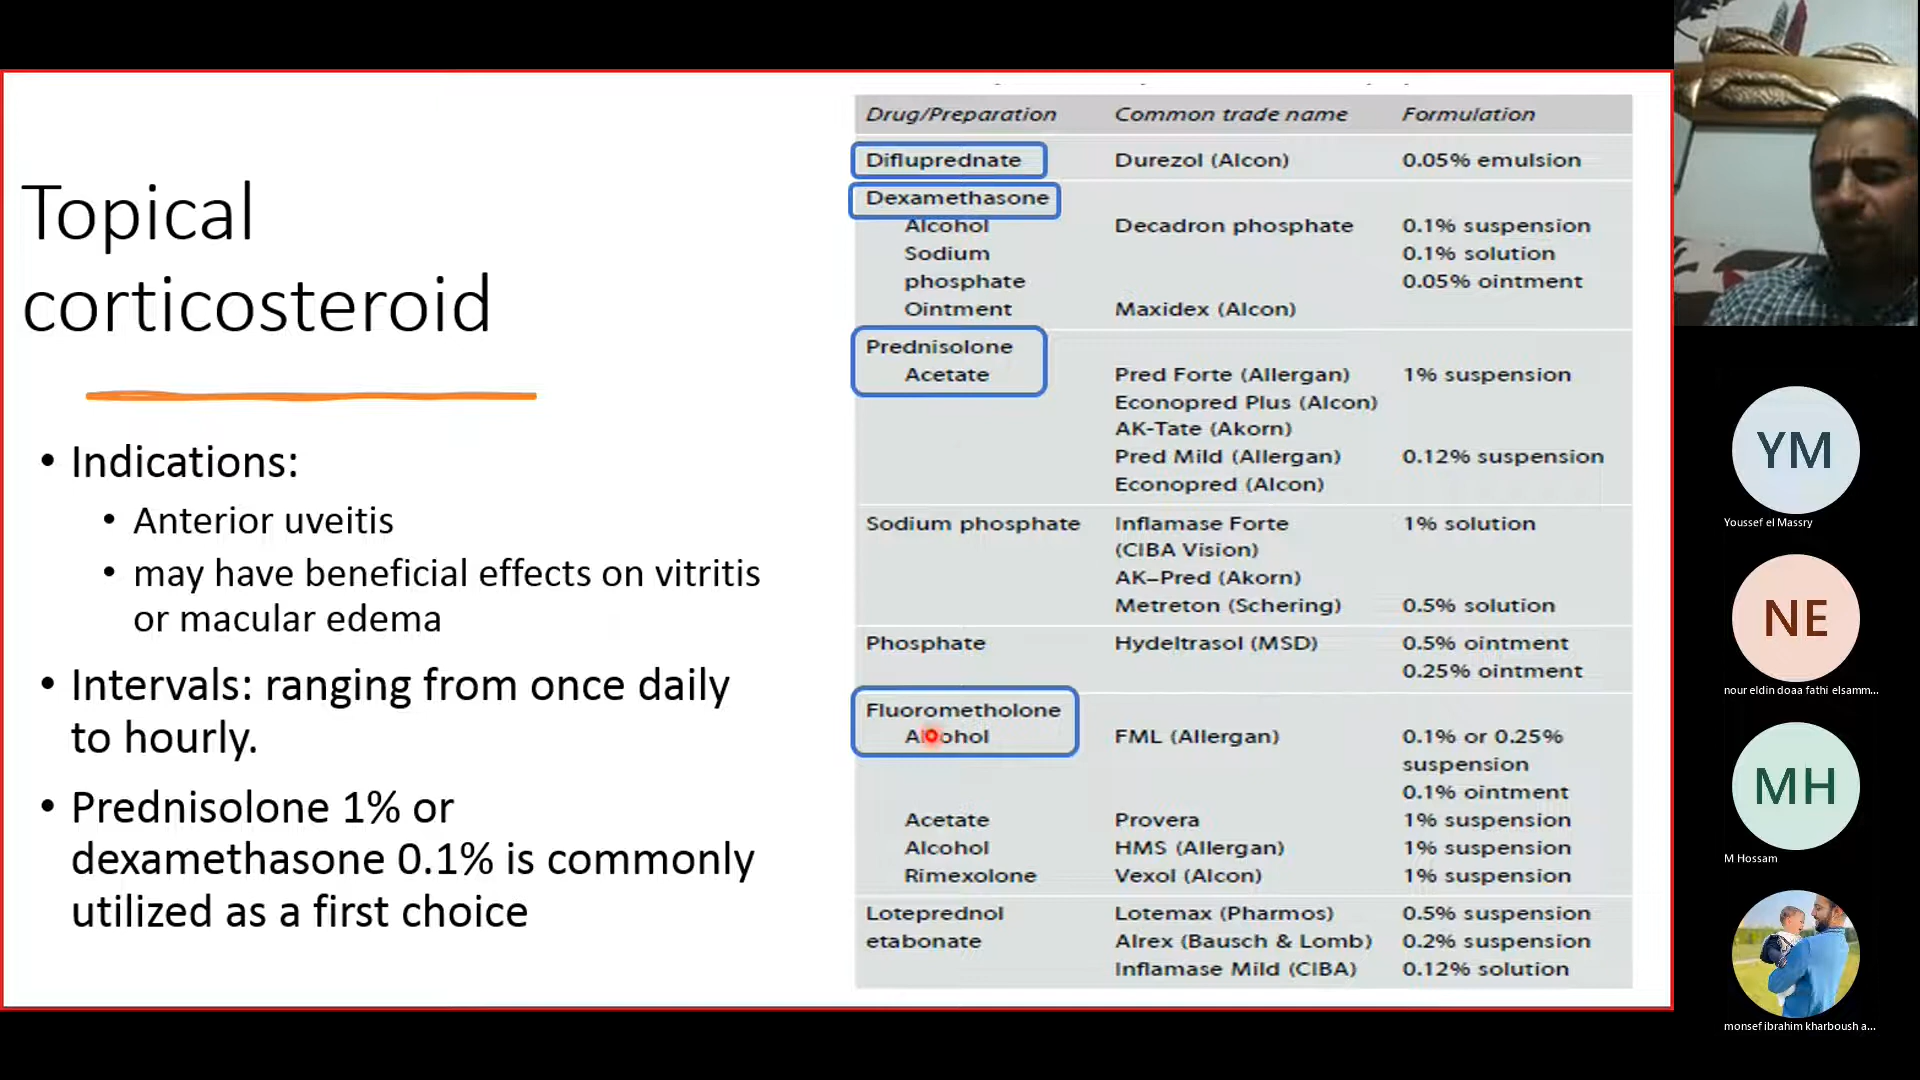 Topical
corticosteroid
• Indications:
• Anterior uveitis
• may have beneficial effects on vitritis
or macular edema
• Intervals: ranging from once daily
to hourly.
• Prednisolone 1% or
dexamethasone 0.1% is commonly
utilized as a first choice
Drug/Preparation Common trade name Formulation
Difluprednate Durezol (Alcon) 0.05% emulsion
Dexamethasone
Alcohol Decadron phosphate 0.1% suspension
Sodium 0.1% solution
phosphate 0.05% ointment
Ointment Maxidex (Alcon)
Prednisolone
Acetate Pred Forte (Allergan) 1% suspension
Econopred Plus (Alcon)
AK-Tate (Akorn)
Pred Mild (Allergan) 0.12% suspension
Econopred (Alcon)
Sodium phosphate Inflamase Forte 1% solution
(CIBA Vision)
AK–Pred (Akorn)
Metreton (Schering) 0.5% solution
Phosphate Hydeltrasol (MSD) 0.5% ointment
0.25% ointment
Fluorometholone
Alcohol FML (Allergan) 0.1% or 0.25%
suspension
0.1% ointment
Acetate Provera 1% suspension
Alcohol HMS (Allergan) 1% suspension
Rimexolone Vexol (Alcon) 1% suspension
Loteprednol Lotemax (Pharmos) 0.5% suspension
etabonate Alrex (Bausch & Lomb) 0.2% suspension
Inflamase Mild (CIBA) 0.12% solution
YM
Youssef el Massry
NE
nour eldin doaa fathi elsamm...
MH
M Hossam
monsef ibrahim kharboush a...